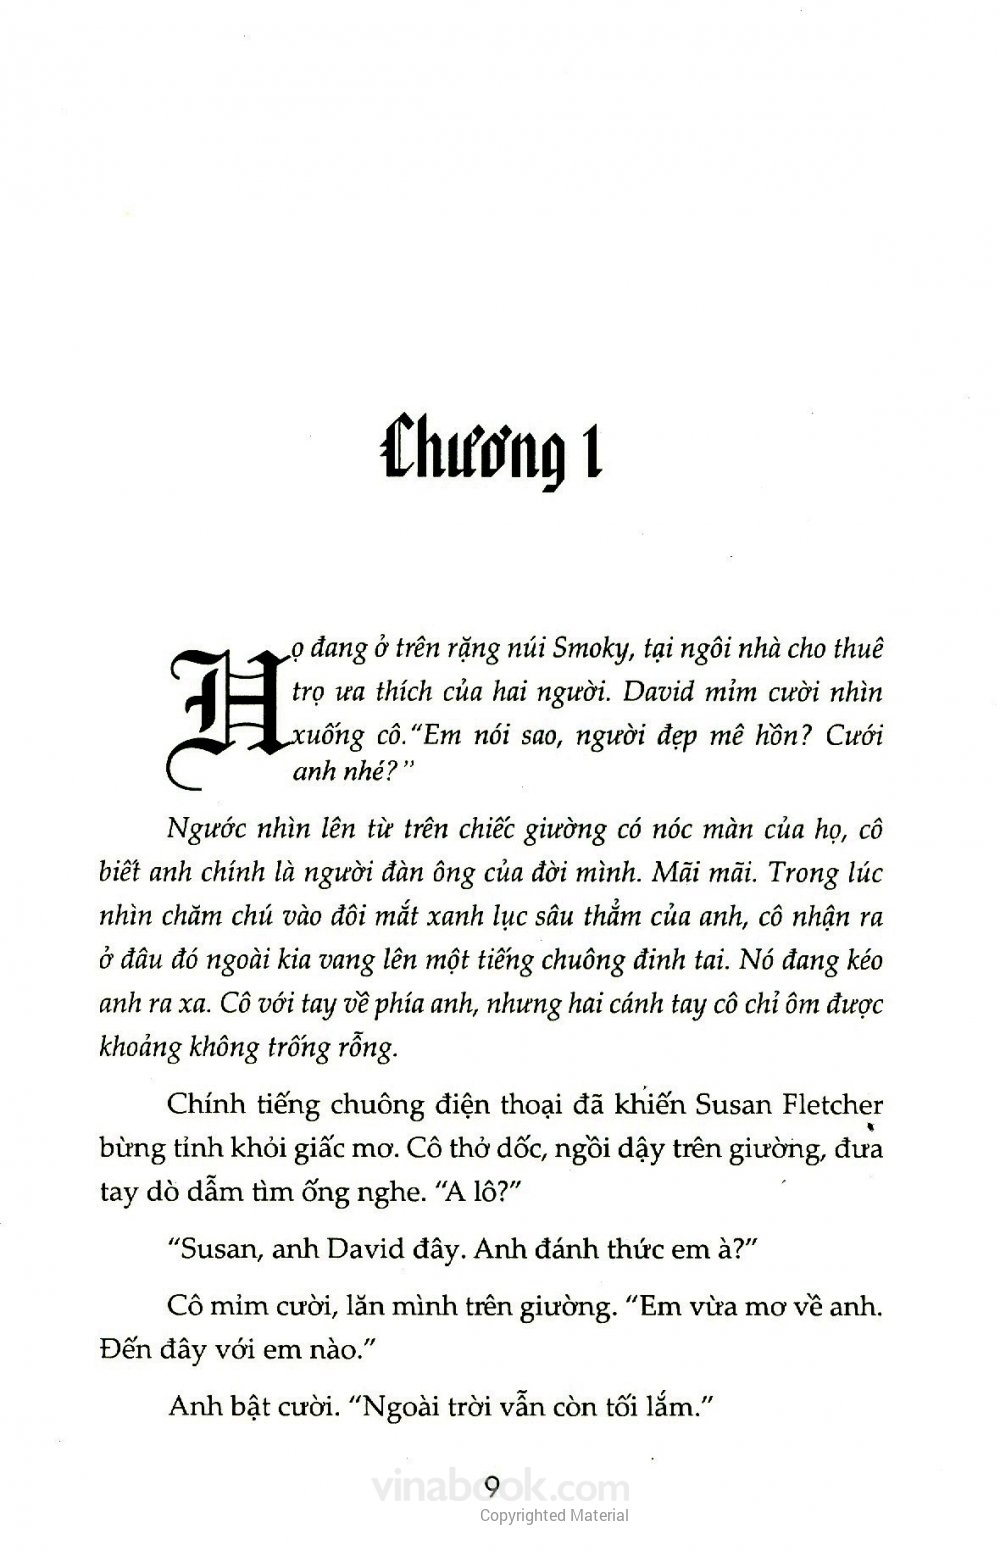 Chương 1
Họ đang ở trên rặng núi Smoky, tại ngôi nhà cho thuê
trọ ưa thích của hai người. David mỉm cười nhìn
xuống cô. "Em nói sao, người đẹp mê hồn? Cưới
anh nhé?"
Ngước nhìn lên từ trên chiếc giường có nóc màn của họ, cô
biết anh chính là người đàn ông của đời mình. Mãi mãi. Trong lúc
nhìn chăm chú vào đôi mắt xanh lục sâu thẳm của anh, cô nhận ra
ở đâu đó ngoài kia vang lên một tiếng chuông đinh tai. Nó đang kéo
anh ra xa. Cô với tay về phía anh, nhưng hai cánh tay cô chỉ ôm được
khoảng không trống rỗng.
Chính tiếng chuông điện thoại đã khiến Susan Fletcher
bừng tỉnh khỏi giấc mơ. Cô thở dốc, ngồi dậy trên giường, đưa
tay dò dẫm tìm ống nghe. "A lô?"
"Susan, anh David đây. Anh đánh thức em à?"
Cô mỉm cười, lăn mình trên giường. "Em vừa mơ về anh.
Đến đây với em nào."
Anh bật cười. "Ngoài trời vẫn còn tối lắm."
vinabook.com
9
Copyrighted Material